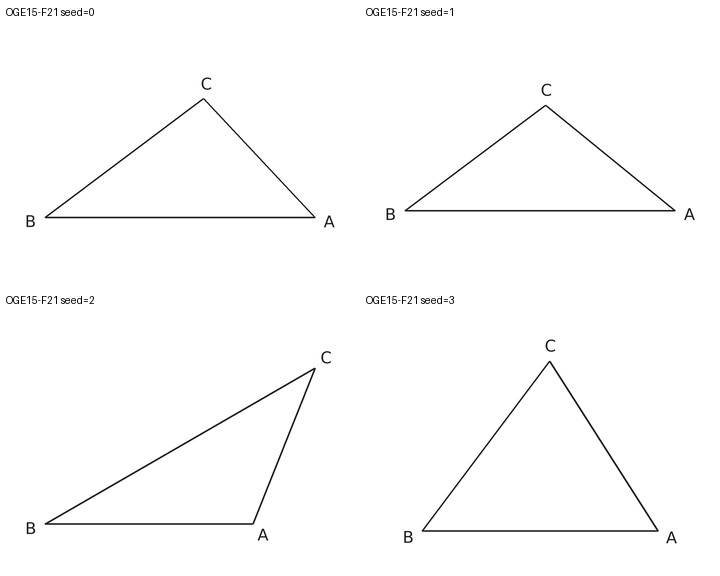 OGE15-F21 seed=0
C
B
A
OGE15-F21 seed=1
C
B
A
OGE15-F21 seed=2
C
B
A
OGE15-F21 seed=3
C
B
A